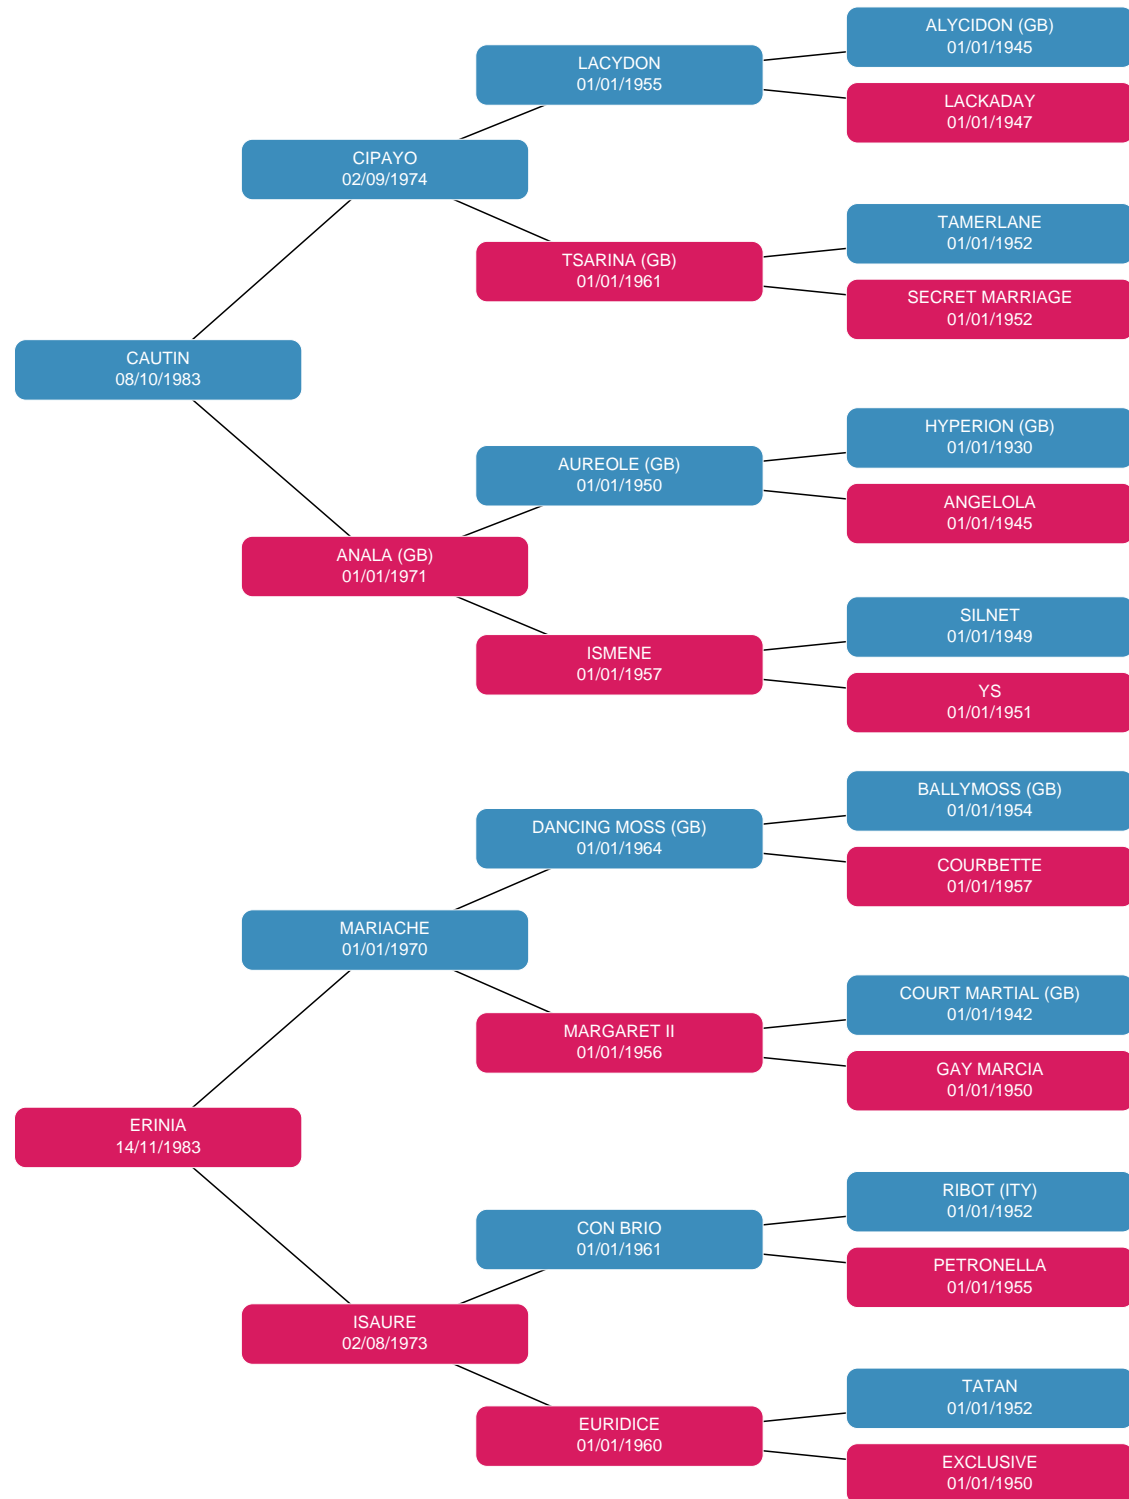 ALYCIDON (GB)
01/01/1945
LACYDON
01/01/1955
LACKADAY
01/01/1947
CIPAYO
02/09/1974
TAMERLANE
01/01/1952
TSARINA (GB)
01/01/1961
SECRET MARRIAGE
01/01/1952
CAUTIN
08/10/1983
HYPERION (GB)
01/01/1930
AUREOLE (GB)
01/01/1950
ANGELOLA
01/01/1945
ANALA (GB)
01/01/1971
SILNET
01/01/1949
ISMENE
01/01/1957
YS
01/01/1951
BALLYMOSS (GB)
01/01/1954
DANCING MOSS (GB)
01/01/1964
COURBETTE
01/01/1957
MARIACHE
01/01/1970
COURT MARTIAL (GB)
01/01/1942
MARGARET II
01/01/1956
GAY MARCIA
01/01/1950
ERINIA
14/11/1983
RIBOT (ITY)
01/01/1952
CON BRIO
01/01/1961
PETRONELLA
01/01/1955
ISAURE
02/08/1973
TATAN
01/01/1952
EURIDICE
01/01/1960
EXCLUSIVE
01/01/1950